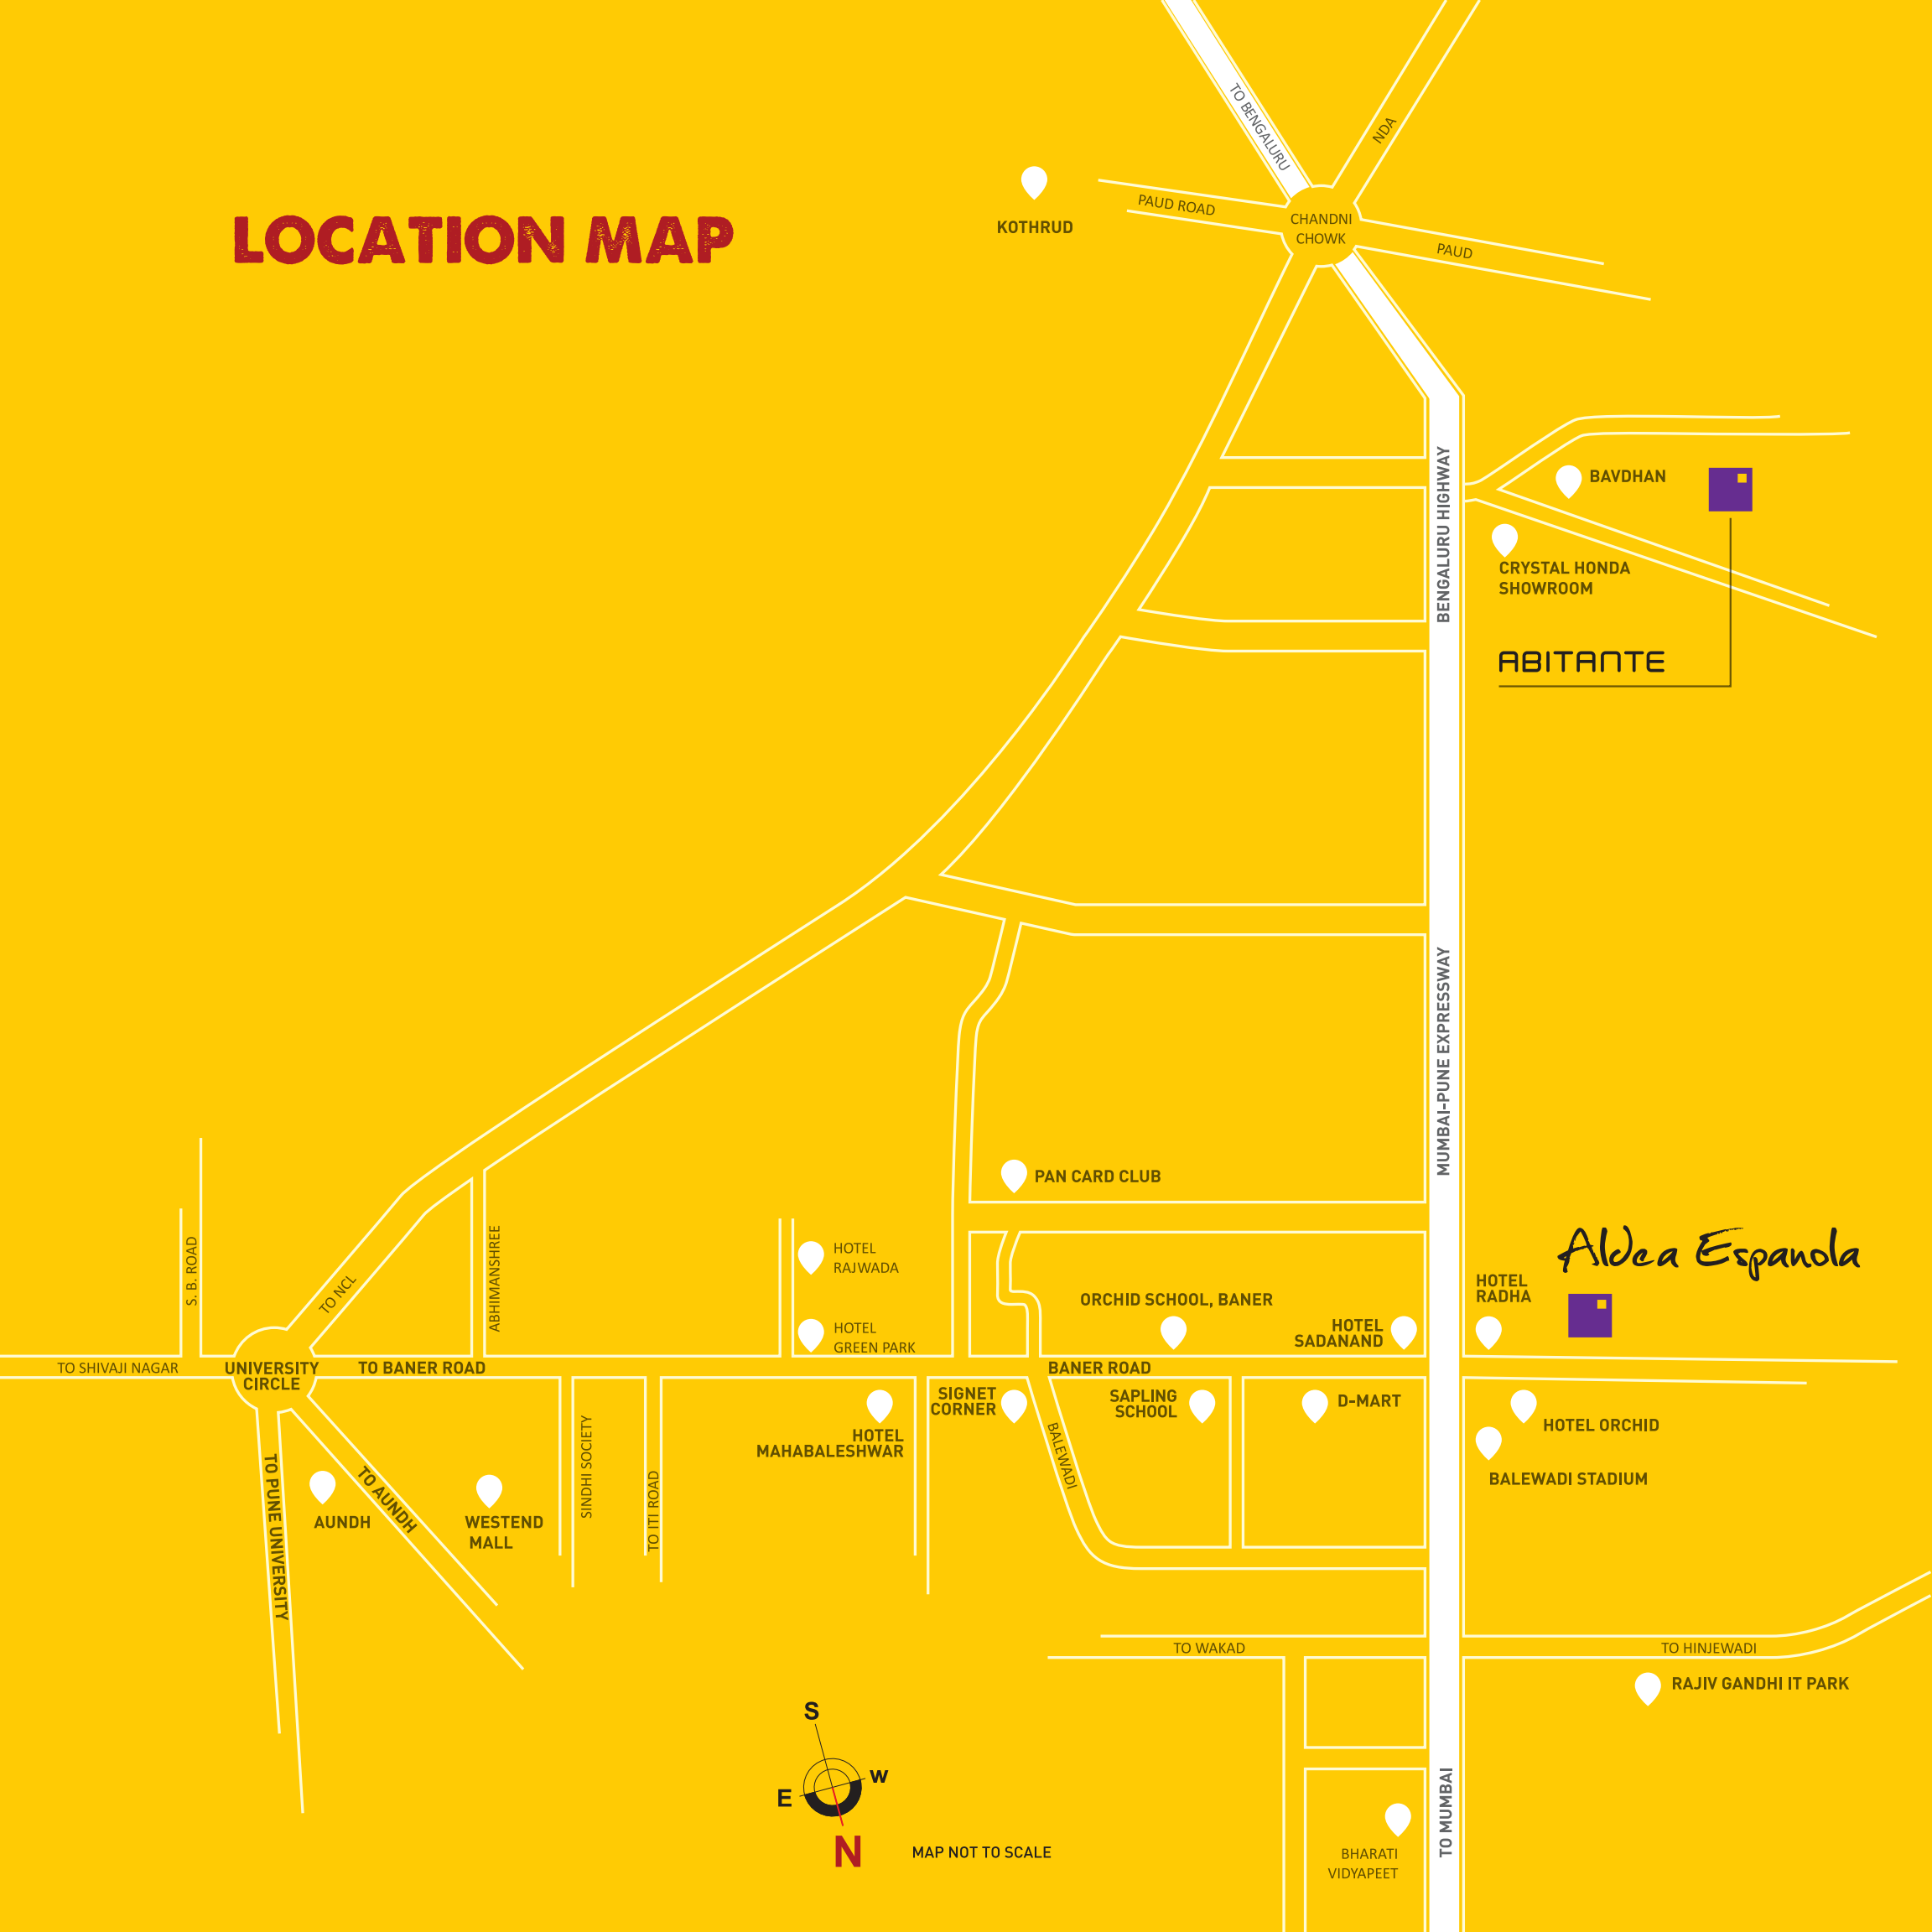 TO BENGALURU
NDA
KOTHRUD
PAUD ROAD
CHANDNI
CHOWK
PAUD
LOCATION MAP
BENGALURU HIGHWAY
BAVDHAN
CRYSTAL HONDA
SHOWROOM
ABITANTE
MUMBAI-PUNE EXPRESSWAY
PAN CARD CLUB
Aldea Espanola
S. B. ROAD
TO NCL
ABHIMANSHREE
HOTEL
RAJWADA
HOTEL
GREEN PARK
ORCHID SCHOOL, BANER
HOTEL
SADANAND
HOTEL
RADHA
TO SHIVAJI NAGAR
UNIVERSITY
CIRCLE
TO BANER ROAD
BANER ROAD
SIGNET
CORNER
SAPLING
SCHOOL
D-MART
HOTEL ORCHID
HOTEL
MAHABALESHWAR
BALEWADI
BALEWADI STADIUM
TO PUNE UNIVERSITY
AUNDH
TO AUNDH
WESTEND
MALL
SINDHI SOCIETY
TO ITI ROAD
TO WAKAD
TO HINJEWADI
RAJIV GANDHI IT PARK
S
W
E
N
MAP NOT TO SCALE
TO MUMBAI
BHARATI
VIDYAPEET